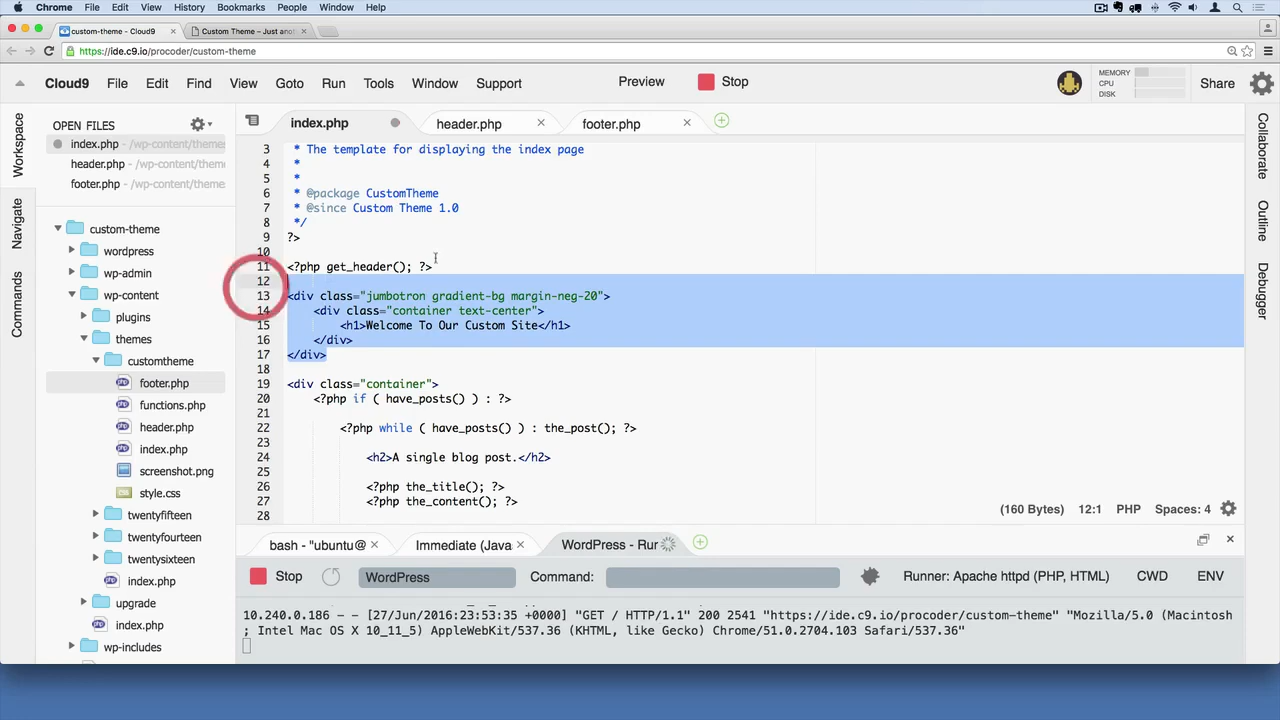 Chrome File Edit View History Bookmarks People Window Help
custom-theme - Cloud9 × Custom Theme – Just ano ×
https://ide.c9.io/procoder/custom-theme
Cloud9 File Edit Find View Goto Run Tools Window Support Preview Stop MEMORY CPU DISK Share
Workspace
Navigate
Commands
OPEN FILES
index.php - /wp-content/themes
header.php - /wp-content/theme
footer.php - /wp-content/themes
custom-theme
wordpress
wp-admin
wp-content
plugins
themes
customtheme
footer.php
functions.php
header.php
index.php
screenshot.png
style.css
twentyfifteen
twentyfourteen
twentysixteen
index.php
upgrade
index.php
wp-includes
index.php header.php × footer.php ×
3 * The template for displaying the index page
4 *
5 *
6 * @package CustomTheme
7 * @since Custom Theme 1.0
8 */
9 ?>
10
11 <?php get_header(); ?>
12
13 <div class="jumbotron gradient-bg margin-neg-20">
14 <div class="container text-center">
15 <h1>Welcome To Our Custom Site</h1>
16 </div>
17 </div>
18
19 <div class="container">
20 <?php if ( have_posts() ) : ?>
21
22 <?php while ( have_posts() ) : the_post(); ?>
23
24 <h2>A single blog post.</h2>
25
26 <?php the_title(); ?>
27 <?php the_content(); ?>
28
(160 Bytes) 12:1 PHP Spaces: 4
Collaborate
Outline
Debugger
bash - "ubuntu@ × Immediate (Java × WordPress - Rur
Stop WordPress Command: Runner: Apache httpd (PHP, HTML) CWD ENV
10.240.0.186 - - [27/Jun/2016:23:53:35 +0000] "GET / HTTP/1.1" 200 2541 "https://ide.c9.io/procoder/custom-theme" "Mozilla/5.0 (Macintosh
; Intel Mac OS X 10_11_5) AppleWebKit/537.36 (KHTML, like Gecko) Chrome/51.0.2704.103 Safari/537.36"